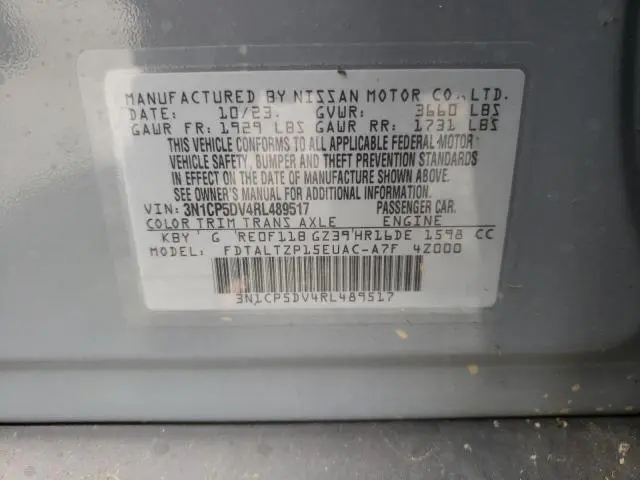 MANUFACTURED BY NISSAN MOTOR CO.,LTD.
DATE: 10/23. GVWR: 3660 LBS
GAWR FR: 1929 LBS GAWR RR: 1731 LBS
THIS VEHICLE CONFORMS TO ALL APPLICABLE FEDERAL MOTOR
VEHICLE SAFETY, BUMPER AND THEFT PREVENTION STANDARDS
IN EFFECT ON THE DATE OF MANUFACTURE SHOWN ABOVE.
SEE OWNER'S MANUAL FOR ADDITIONAL INFORMATION.
VIN: 3N1CP5DV4RL489517 PASSENGER CAR.
COLOR TRIM TRANS AXLE ENGINE
KBY G RE0F11B GZ39 HR16DE 1598 CC
MODEL: FDTALTZP15EUAC-A7F 4Z000
3N1CP5DV4RL489517